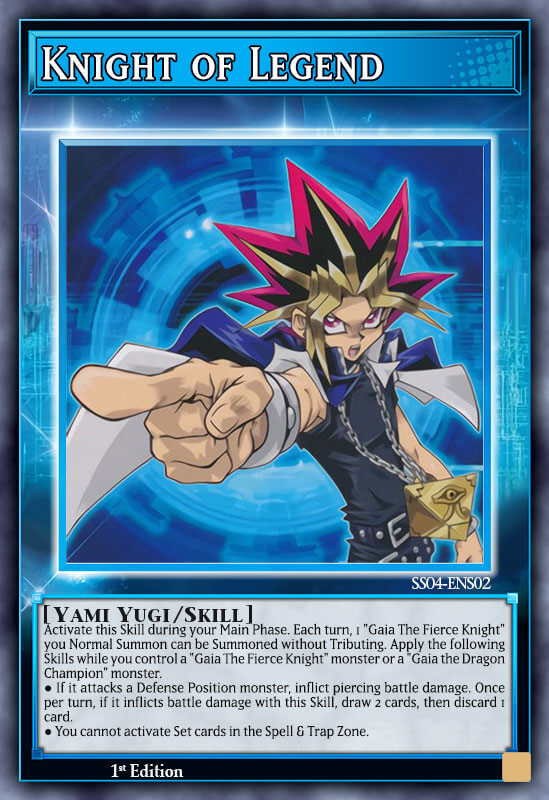 Knight of Legend
SS04-ENS02
[Yami Yugi/Skill]
Activate this Skill during your Main Phase. Each turn, 1 "Gaia The Fierce Knight"
you Normal Summon can be Summoned without Tributing. Apply the following
Skills while you control a "Gaia The Fierce Knight" monster or a "Gaia the Dragon
Champion" monster.
● If it attacks a Defense Position monster, inflict piercing battle damage. Once
per turn, if it inflicts battle damage with this Skill, draw 2 cards, then discard 1
card.
● You cannot activate Set cards in the Spell & Trap Zone.
1st Edition